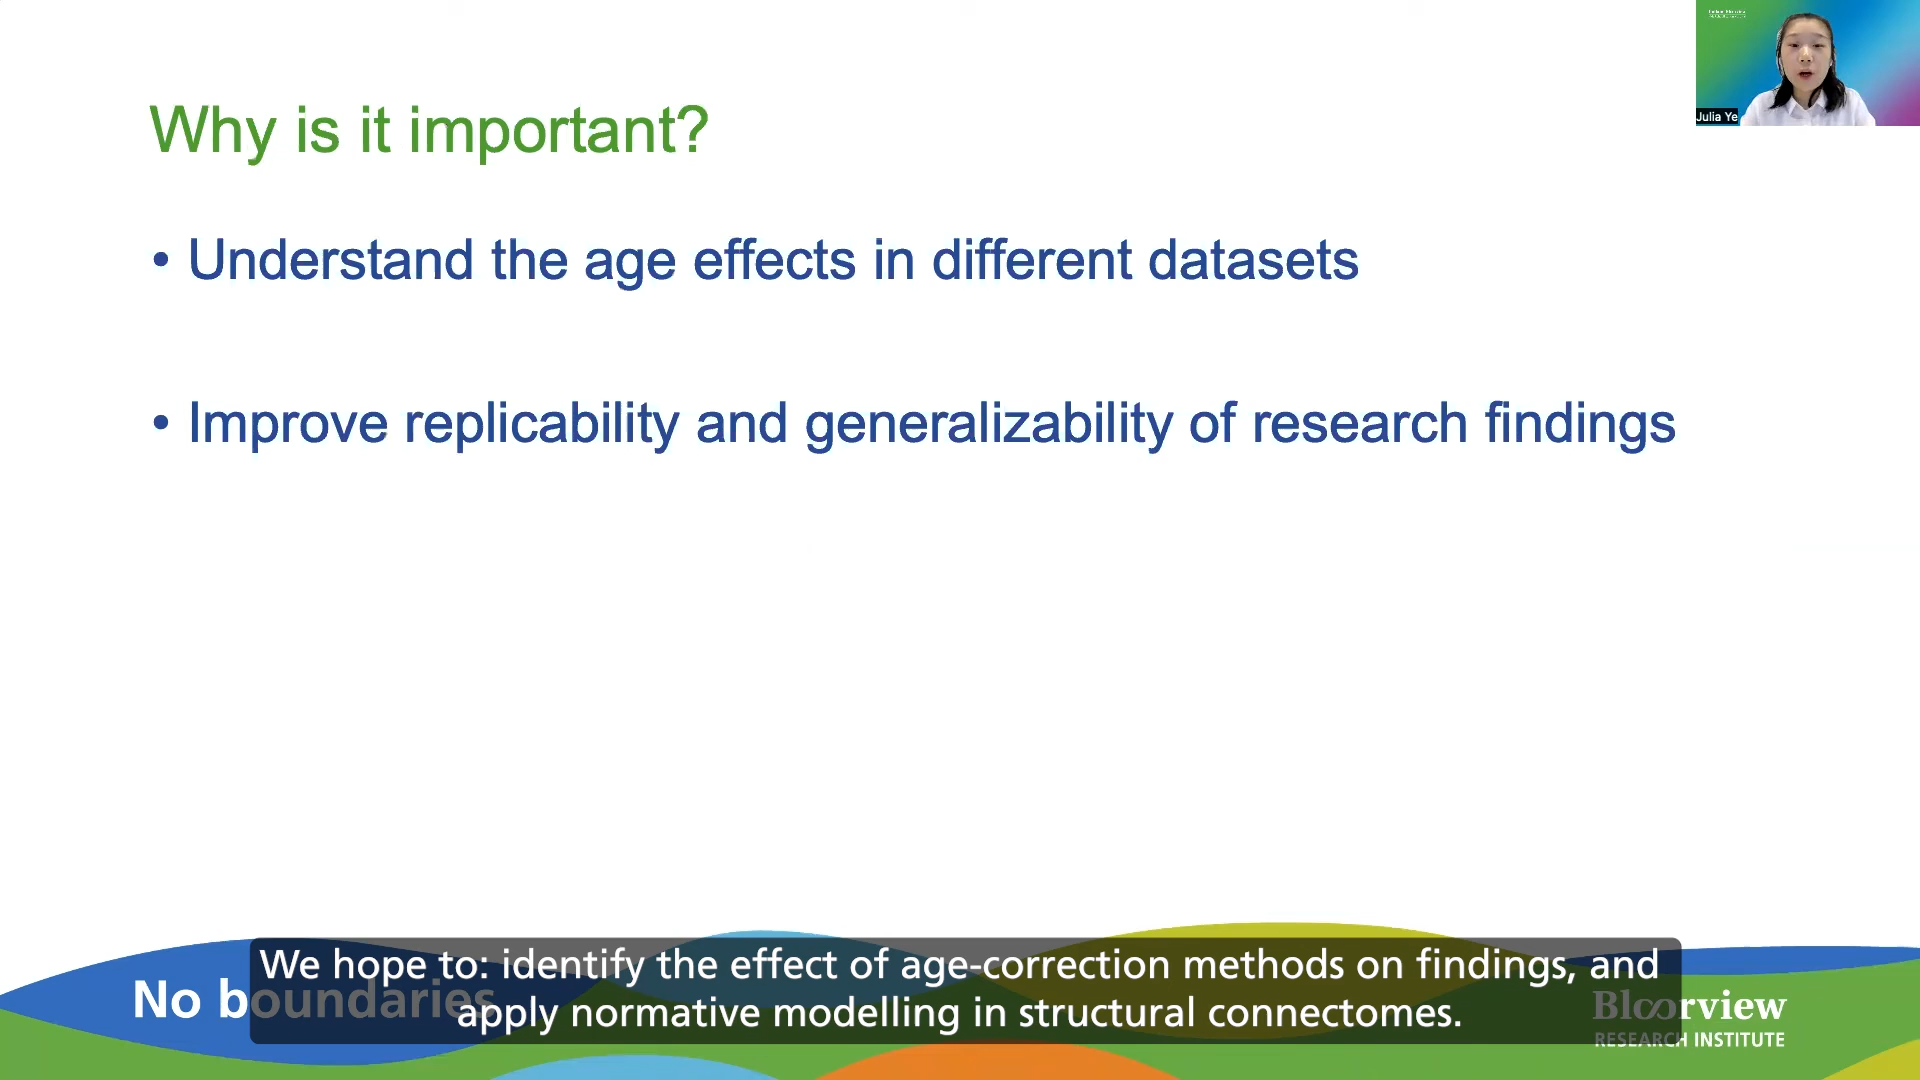 Julia Ye
Why is it important?
• Understand the age effects in different datasets
• Improve replicability and generalizability of research findings
We hope to: identify the effect of age-correction methods on findings, and
apply normative modelling in structural connectomes.
No boundaries
Bloorview
RESEARCH INSTITUTE